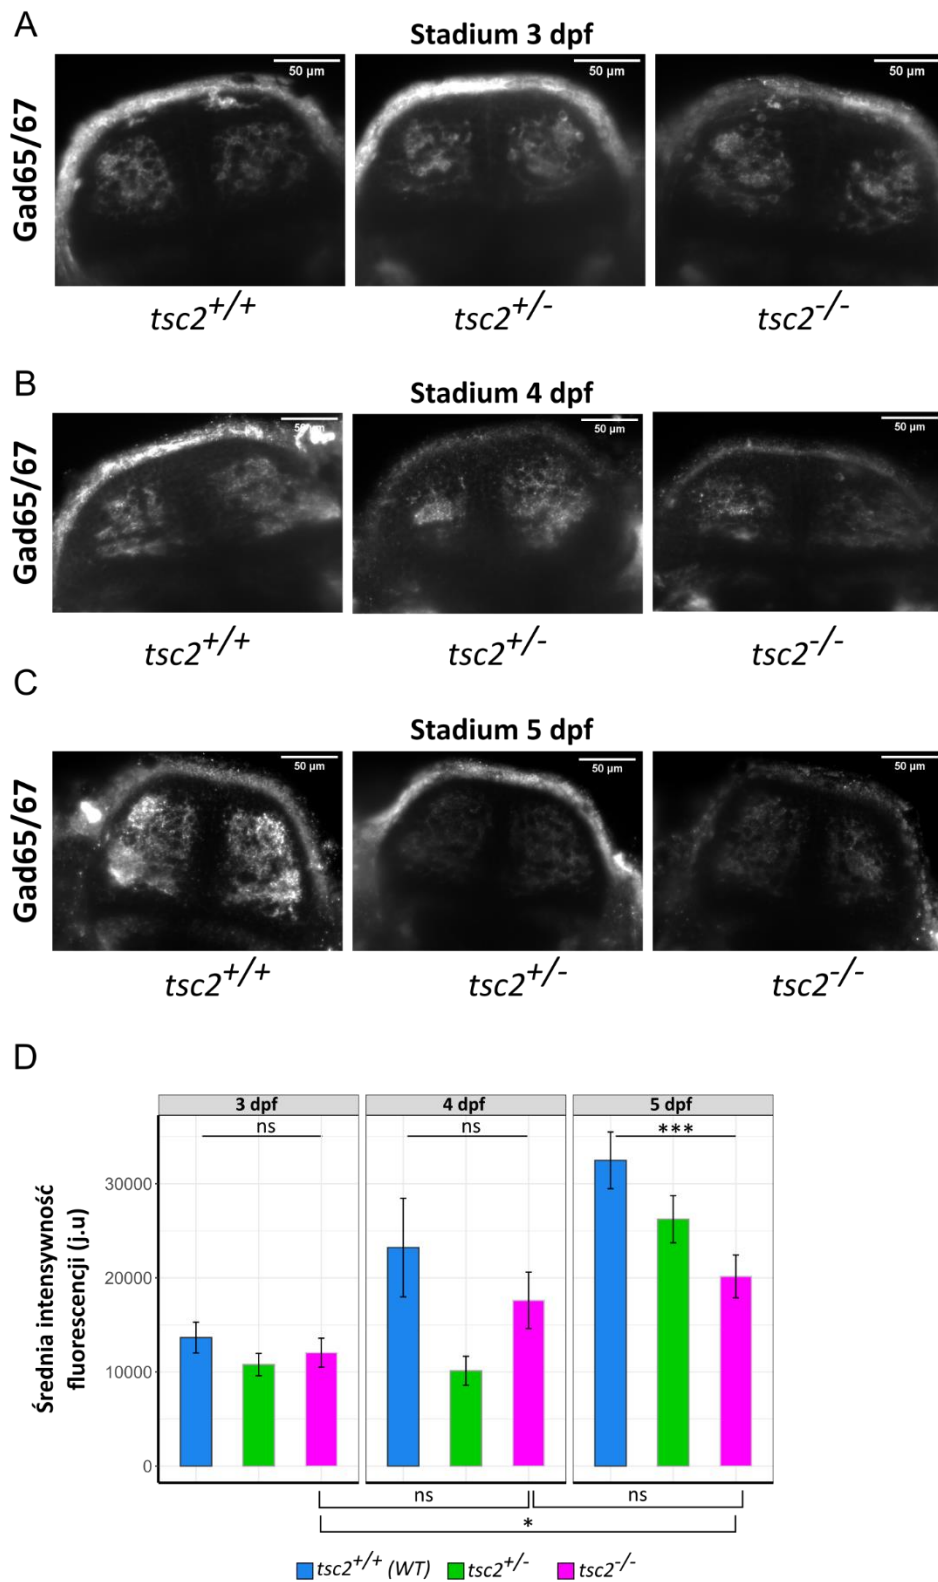 A
Stadium 3 dpf
Gad65/67
50 µm
50 µm
50 µm
tsc2+/+
tsc2+/-
tsc2-/-
B
Stadium 4 dpf
Gad65/67
50 µm
50 µm
50 µm
tsc2+/+
tsc2+/-
tsc2-/-
C
Stadium 5 dpf
Gad65/67
50 µm
50 µm
50 µm
tsc2+/+
tsc2+/-
tsc2-/-
D
3 dpf
4 dpf
5 dpf
ns
ns
***
Średnia intensywność
fluorescencji (j.u)
30000
20000
10000
0
ns
ns
*
tsc2+/+ (WT)
tsc2+/-
tsc2-/-